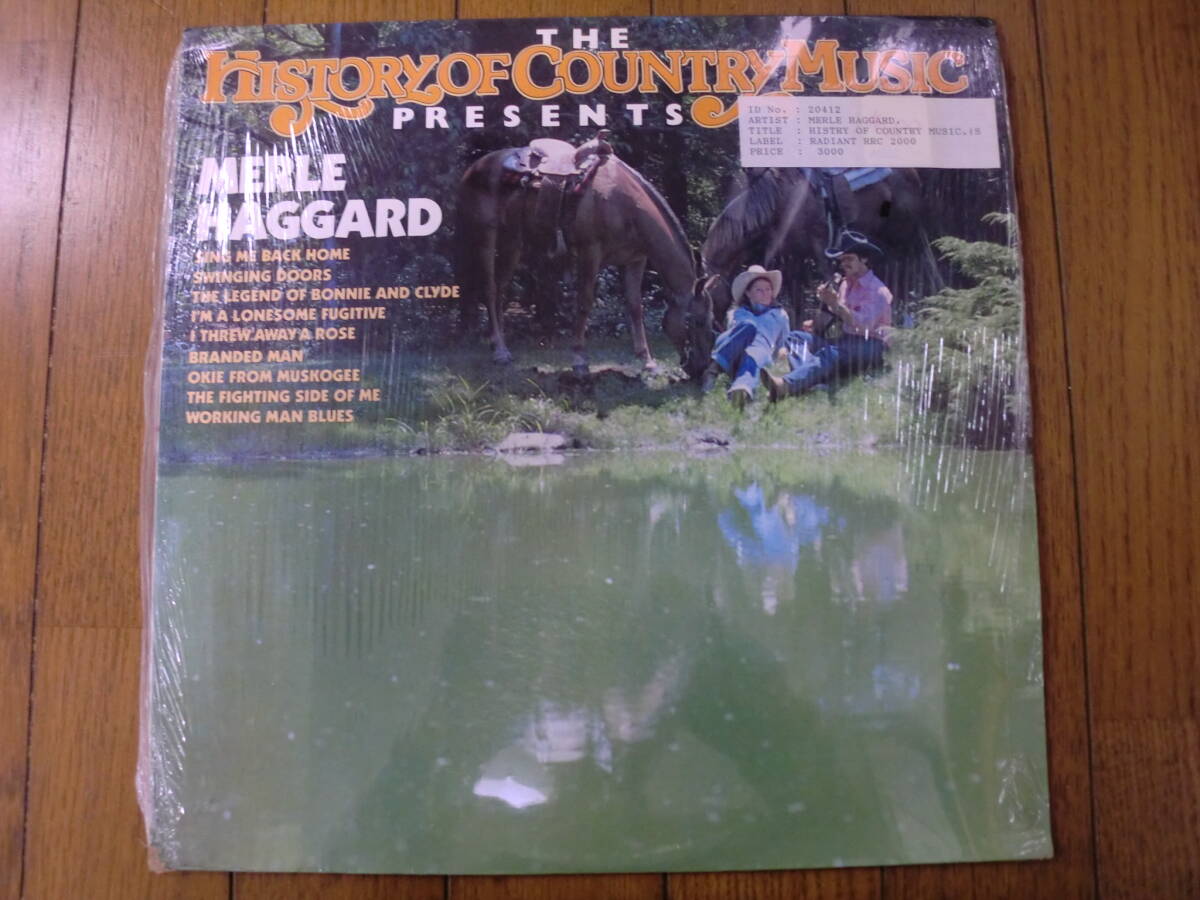 THE
HISTORY OF COUNTRY MUSIC
PRESENTS
ID No. : 20412
ARTIST : MERLE HAGGARD.
TITLE : HISTRY OF COUNTRY MUSIC.(S
LABEL : RADIANT RRC 2000
PRICE : 3000
MERLE
HAGGARD
SING ME BACK HOME
SWINGING DOORS
THE LEGEND OF BONNIE AND CLYDE
I'M A LONESOME FUGITIVE
I THREW AWAY A ROSE
BRANDED MAN
OKIE FROM MUSKOGEE
THE FIGHTING SIDE OF ME
WORKING MAN BLUES